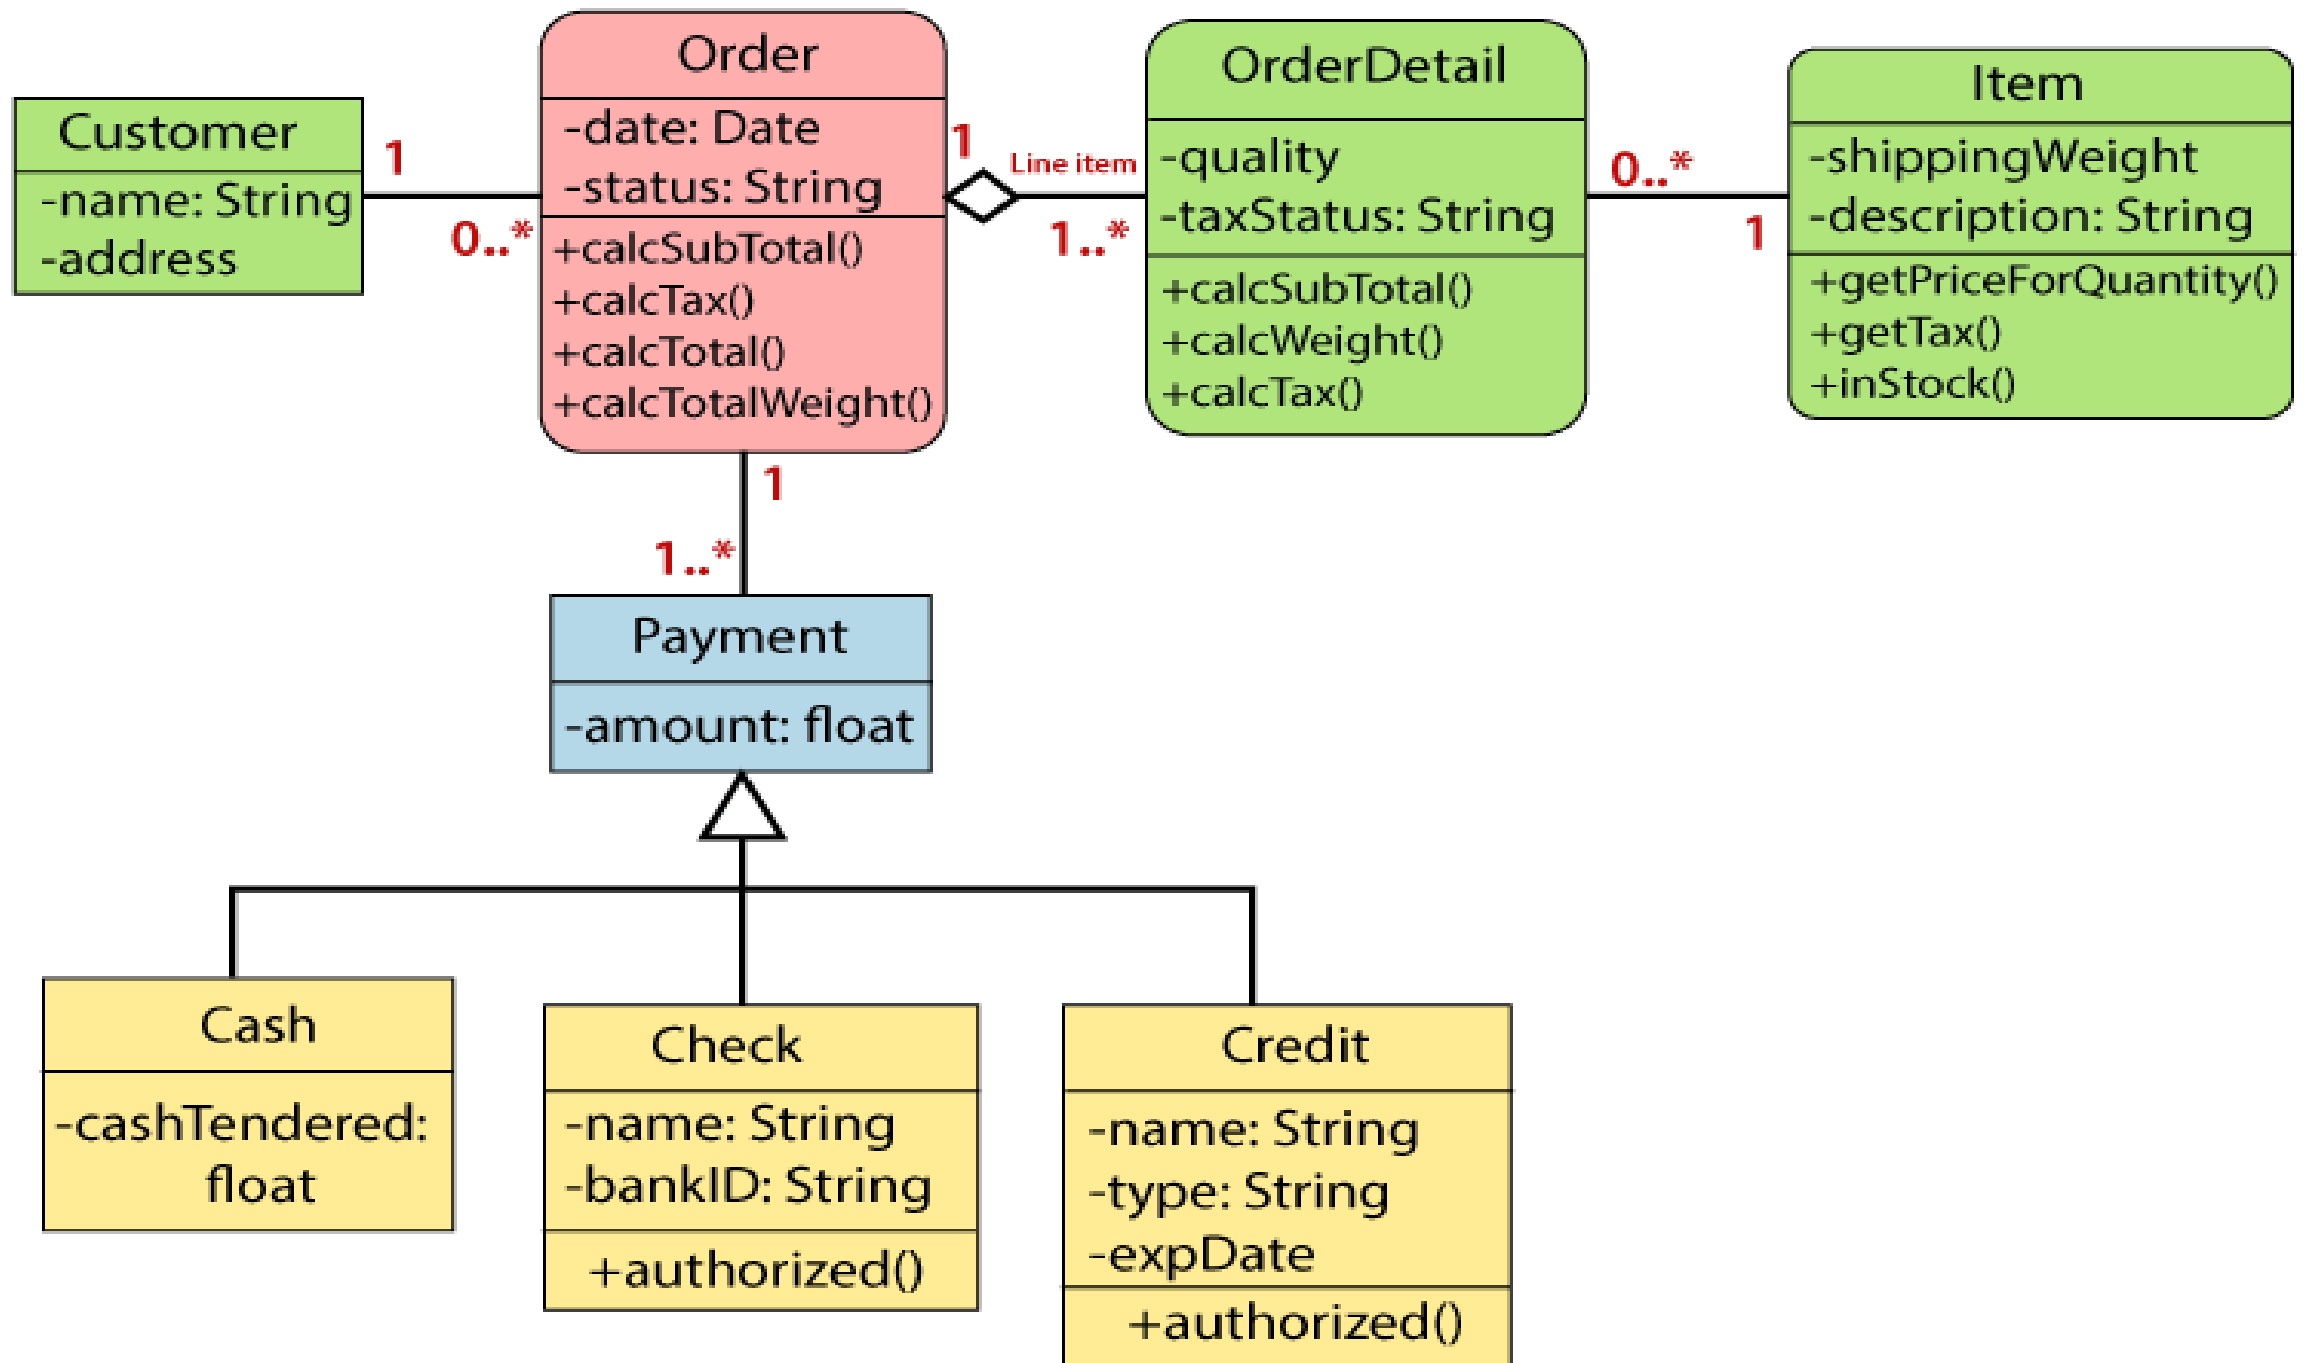 Customer
-name: String
-address
1
0..*
Order
-date: Date
-status: String
+calcSubTotal()
+calcTax()
+calcTotal()
+calcTotalWeight()
1
Line item
1..*
OrderDetail
-quality
-taxStatus: String
+calcSubTotal()
+calcWeight()
+calcTax()
0..*
1
Item
-shippingWeight
-description: String
+getPriceForQuantity()
+getTax()
+inStock()
1
1..*
Payment
-amount: float
Cash
-cashTendered:
float
Check
-name: String
-bankID: String
+authorized()
Credit
-name: String
-type: String
-expDate
+authorized()